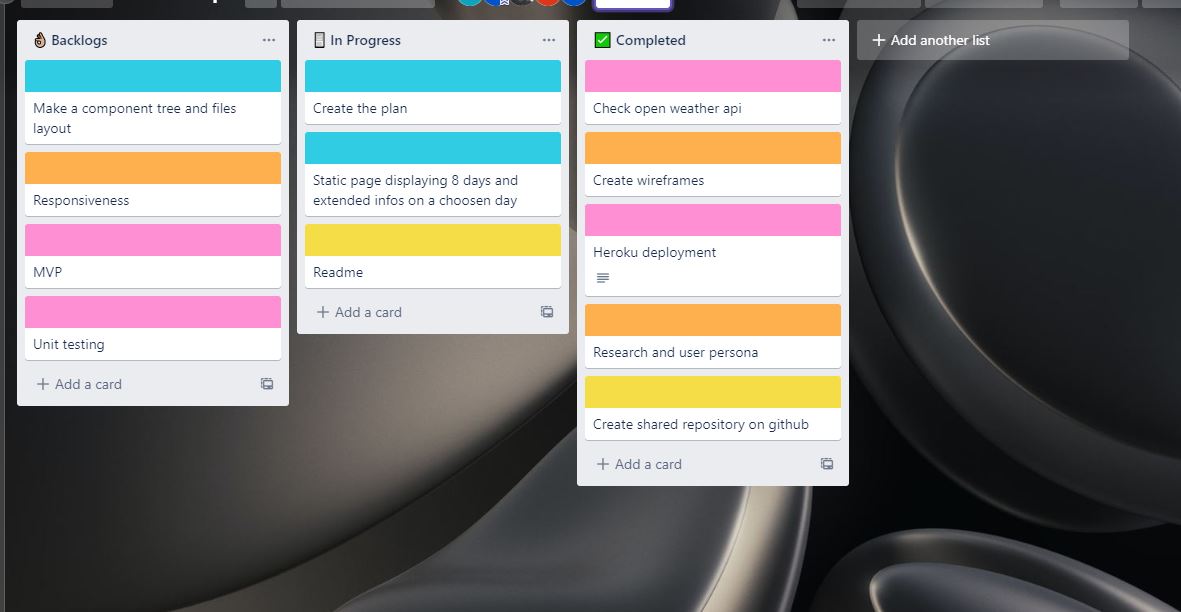 Backlogs
Make a component tree and files
layout
Responsiveness
MVP
Unit testing
+ Add a card
In Progress
Create the plan
Static page displaying 8 days and
extended infos on a choosen day
Readme
+ Add a card
Completed
Check open weather api
Create wireframes
Heroku deployment
Research and user persona
Create shared repository on github
+ Add a card
+ Add another list